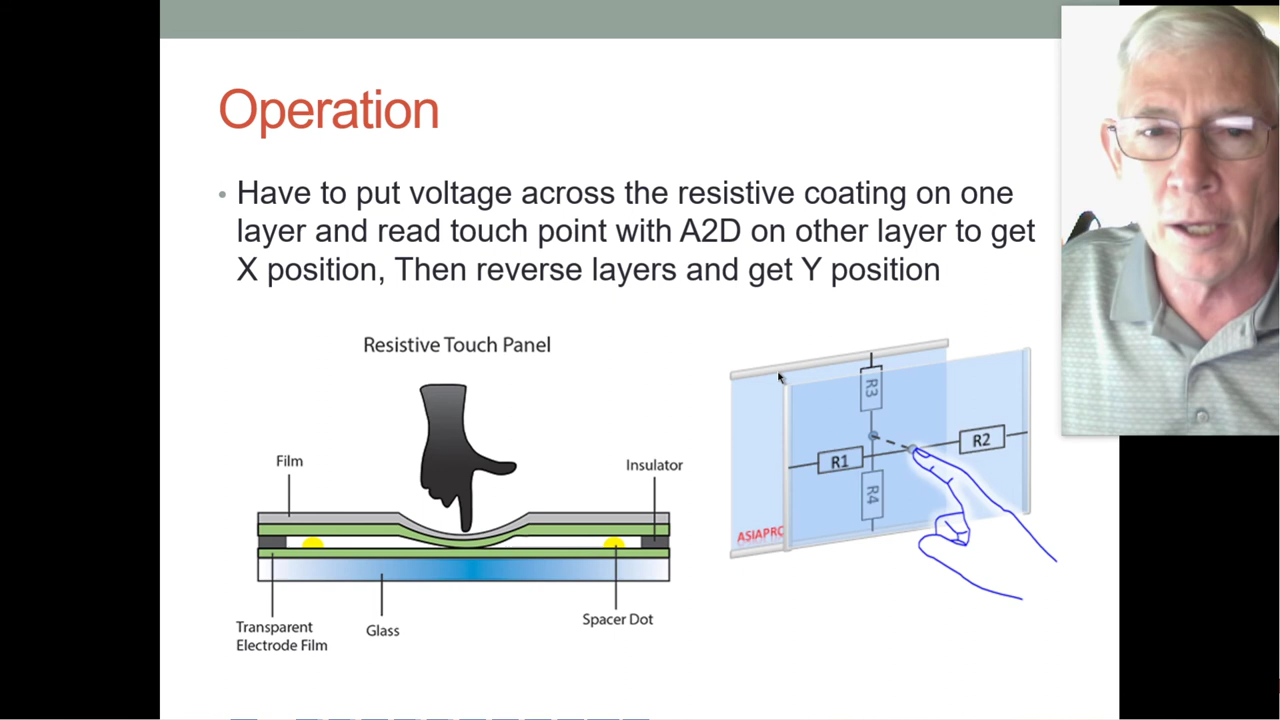 Operation
• Have to put voltage across the resistive coating on one
layer and read touch point with A2D on other layer to get
X position, Then reverse layers and get Y position
Resistive Touch Panel
Film
Insulator
Transparent
Electrode Film
Glass
Spacer Dot
R3
R1
R2
R4
ASIAPRO